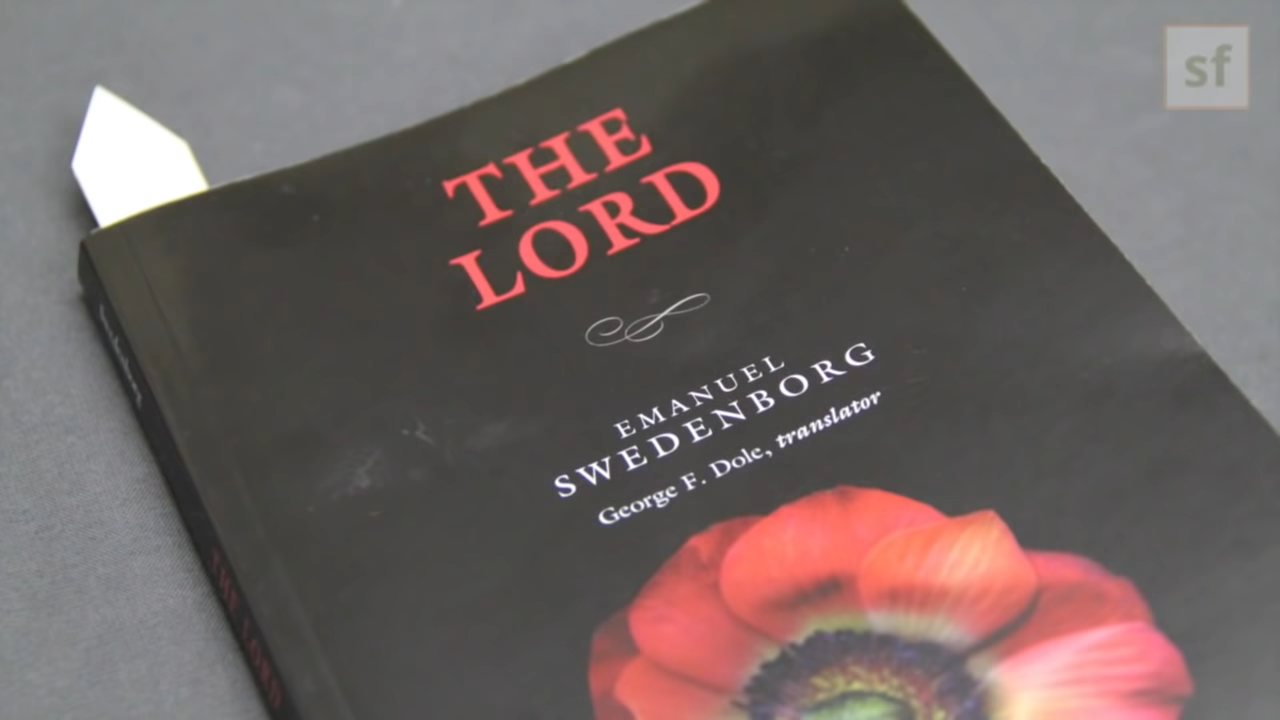 sf
THE
LORD
EMANUEL
SWEDENBORG
George F. Dole, translator
THE LORD